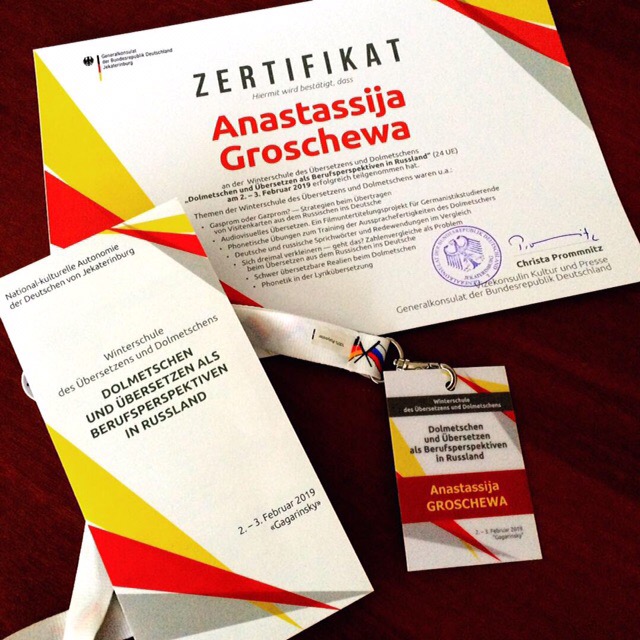 Generalkonsulat
der Bundesrepublik Deutschland
Jekaterinburg
ZERTIFIKAT
Hiermit wird bestätigt, dass
Anastassija
Groschewa
an der Winterschule des Übersetzens und Dolmetschens
„Dolmetschen und Übersetzen als Berufsperspektiven in Russland“ (24 UE)
am 2. – 3. Februar 2019 erfolgreich teilgenommen hat.
Themen der Winterschule des Übersetzens und Dolmetschens waren u.a.:
• Gasprom oder Gazprom? — Strategien beim Übertragen
von Visitenkarten aus dem Russischen ins Deutsche
• Audiovisuelles Übersetzen. Ein Filmuntertitelungsprojekt für Germanistikstudierende
• Phonetische Übungen zum Training der Aussprachefertigkeiten des Dolmetschers
• Deutsche und russische Sprichwörter und Redewendungen im Vergleich
• Sich dreimal verkleinern — geht das? Zahlenvergleiche als Problem
beim Übersetzen aus dem Russischen ins Deutsche
• Schwer übersetzbare Realien beim Dolmetschen
• Phonetik in der Lyrikübersetzung
Christa Prommnitz
Vizekonsulin Kultur und Presse
Generalkonsulat der Bundesrepublik Deutschland
National-kulturelle Autonomie
der Deutschen von Jekaterinburg
Winterschule
des Übersetzens und Dolmetschens
DOLMETSCHEN
UND ÜBERSETZEN ALS
BERUFSPERSPEKTIVEN
IN RUSSLAND
2. – 3. Februar 2019
«Gagarinsky»
Winterschule
des Übersetzens und Dolmetschens
Dolmetschen
und Übersetzen
als Berufsperspektiven
in Russland
Anastassija
GROSCHEWA
2. – 3. Februar 2019
"Gagarinsky"